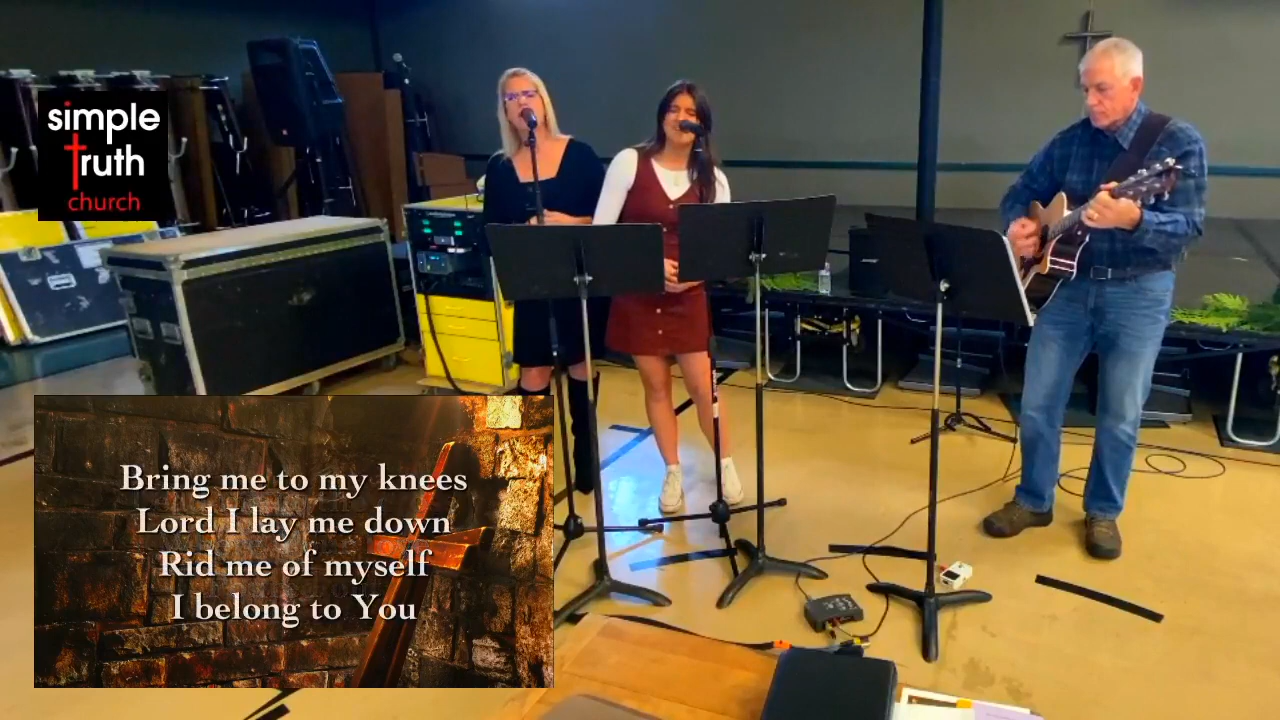 simple
truth
church
Bring me to my knees
Lord I lay me down
Rid me of myself
I belong to You